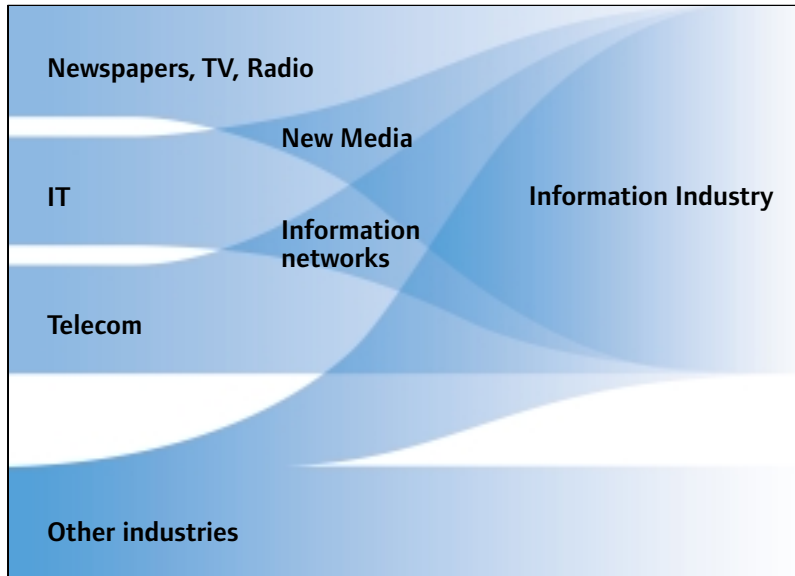 Newspapers, TV, Radio
New Media
IT
Information Industry
Information
networks
Telecom
Other industries